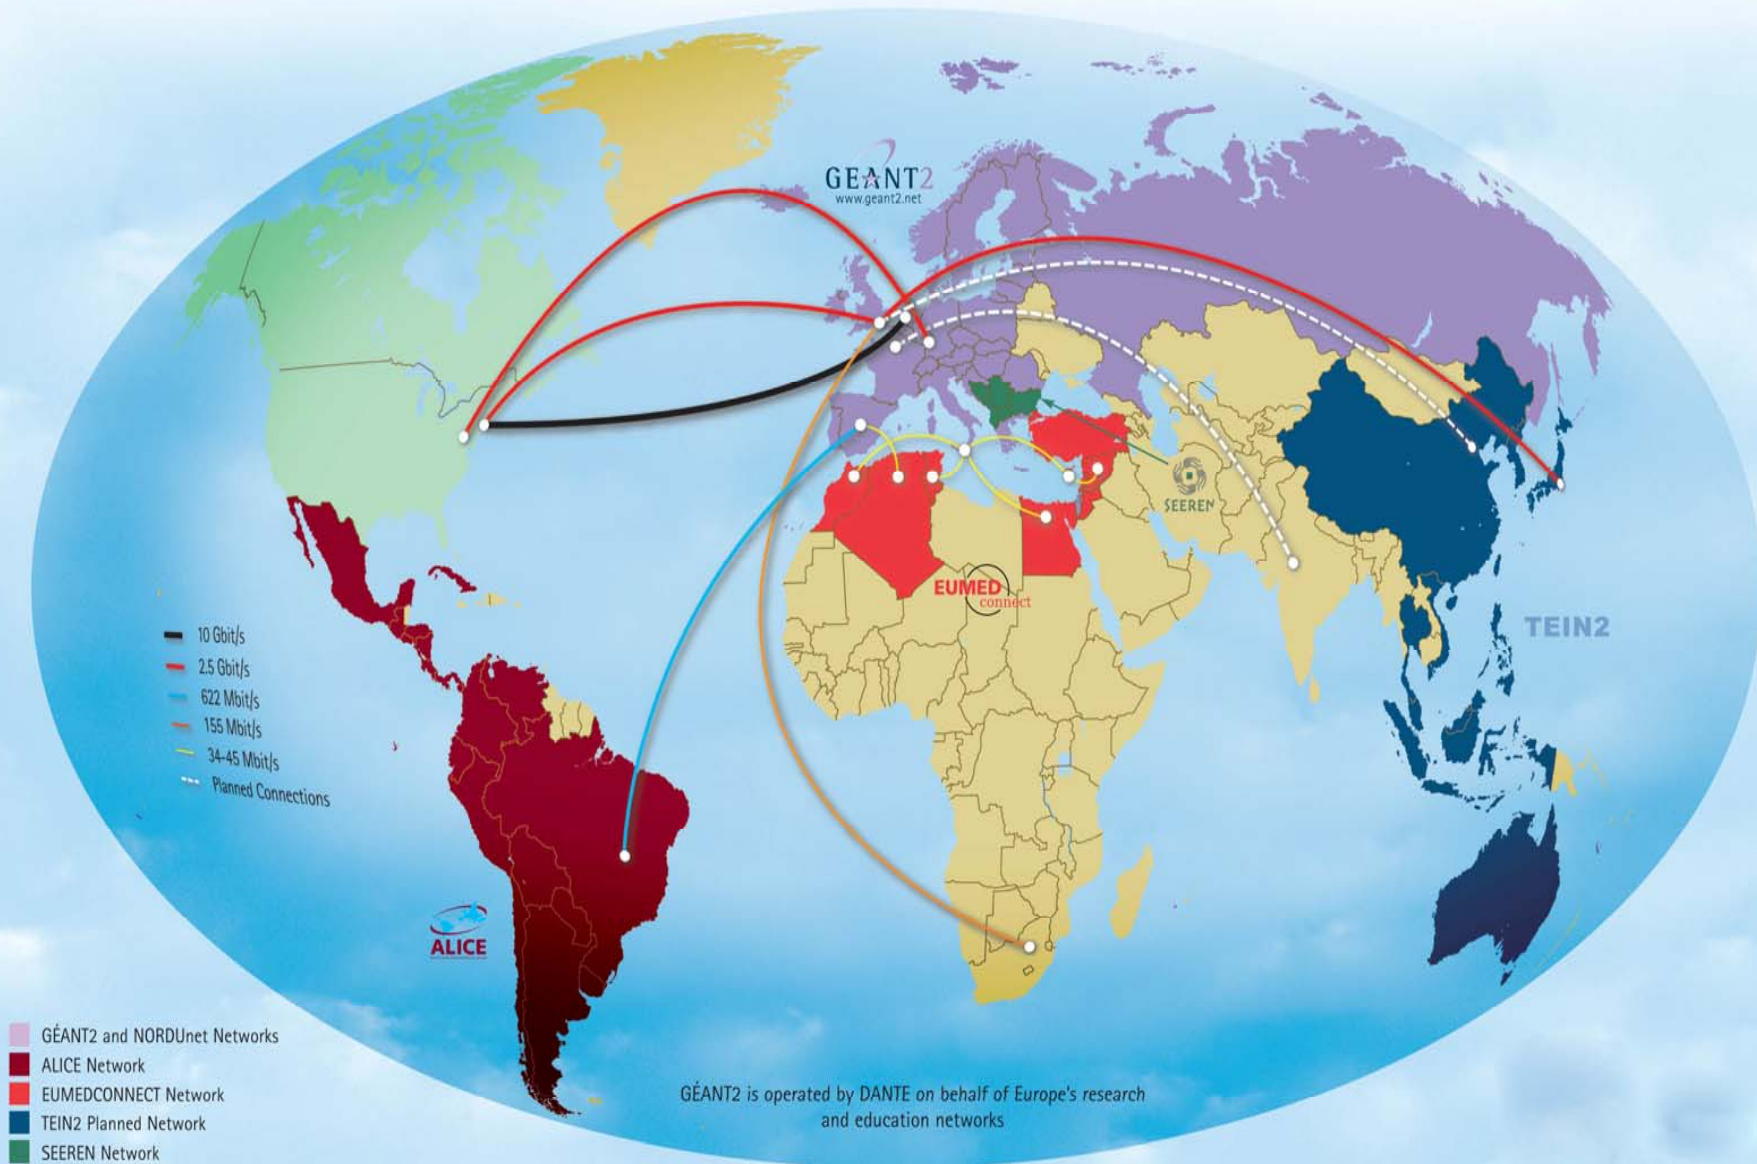 GEANT2
www.geant2.net
SEEREN
EUMED
connect
TEIN2
10 Gbit/s
2.5 Gbit/s
622 Mbit/s
155 Mbit/s
34-45 Mbit/s
Planned Connections
ALICE
GÉANT2 and NORDUnet Networks
ALICE Network
EUMEDCONNECT Network
TEIN2 Planned Network
SEEREN Network
GÉANT2 is operated by DANTE on behalf of Europe's research
and education networks